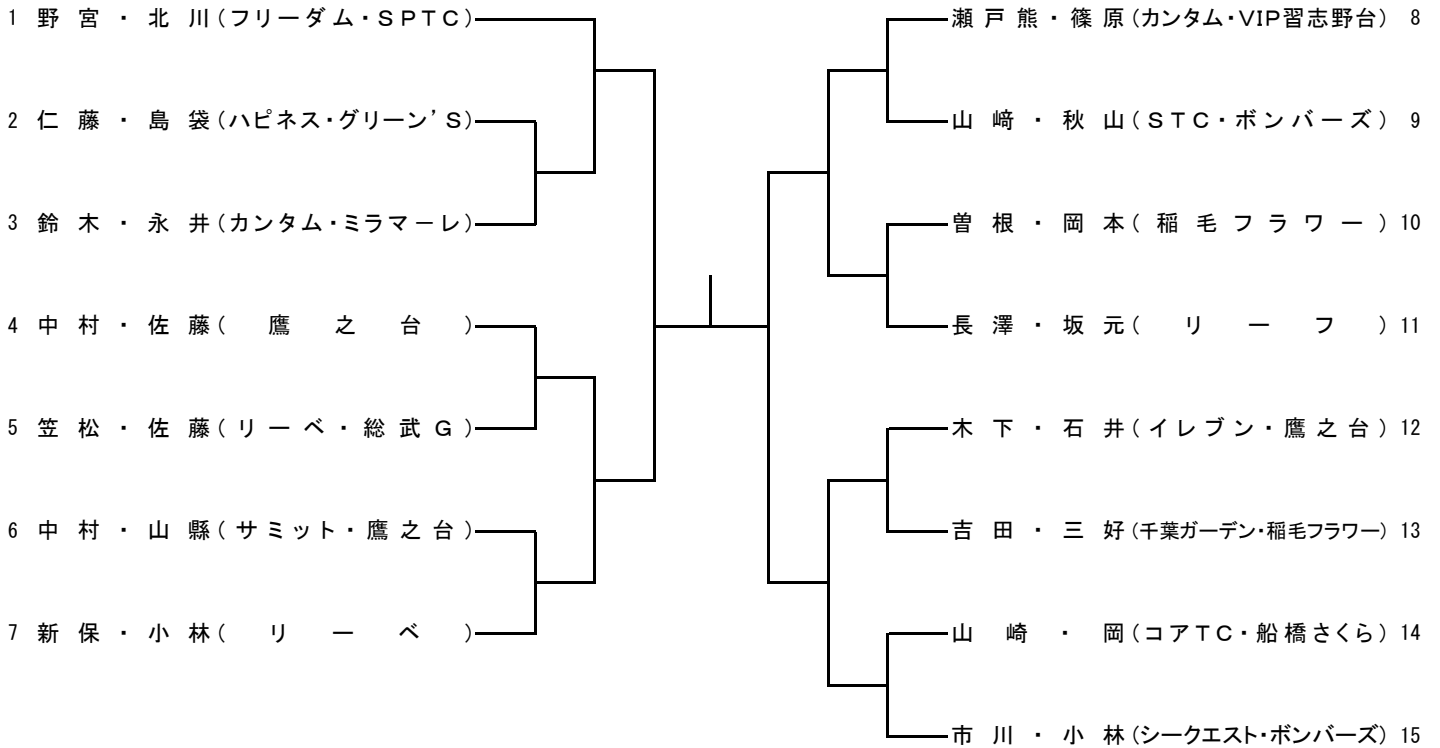 1 野宮・北川(フリーダム・SPTC)
2 仁藤・島袋(ハピネス・グリーン'S)
3 鈴木・永井(カンタム・ミラマーレ)
4 中村・佐藤(鷹之台)
5 笠松・佐藤(リーベ・総武G)
6 中村・山縣(サミット・鷹之台)
7 新保・小林(リーベ)
瀬戸熊・篠原(カンタム・VIP習志野台) 8
山﨑・秋山(STC・ボンバーズ) 9
曽根・岡本(稲毛フラワー) 10
長澤・坂元(リーフ) 11
木下・石井(イレブン・鷹之台) 12
吉田・三好(千葉ガーデン・稲毛フラワー) 13
山崎・岡(コアTC・船橋さくら) 14
市川・小林(シークエスト・ボンバーズ) 15